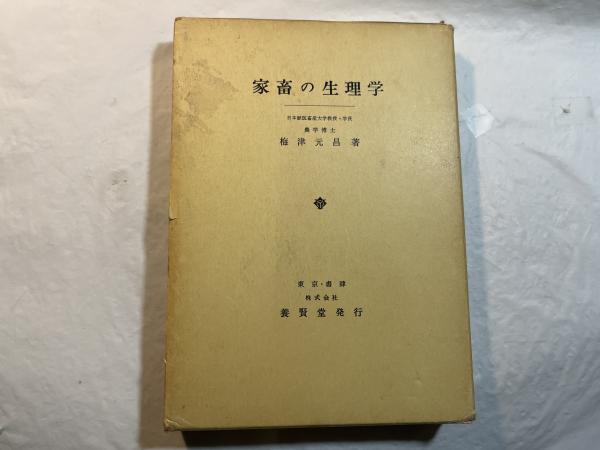 家畜の生理学
日本獣医畜産大学教授・学長
農学博士
梅津元昌著
東京・書肆
株式会社
養賢堂発行